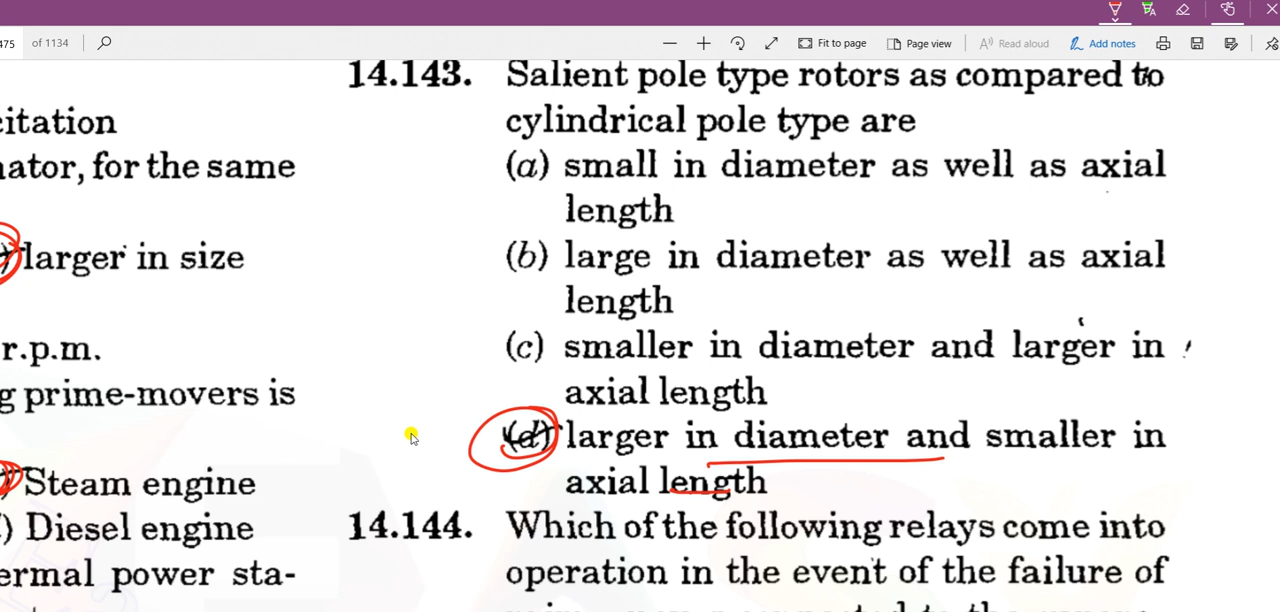 475 of 1134
Fit to page
Page view
Read aloud
Add notes
citation
nator, for the same
larger in size
r.p.m.
g prime-movers is
Steam engine
) Diesel engine
ermal power sta-
14.143. Salient pole type rotors as compared to
cylindrical pole type are
(a) small in diameter as well as axial
length
(b) large in diameter as well as axial
length
(c) smaller in diameter and larger in
axial length
(d) larger in diameter and smaller in
axial length
14.144. Which of the following relays come into
operation in the event of the failure of